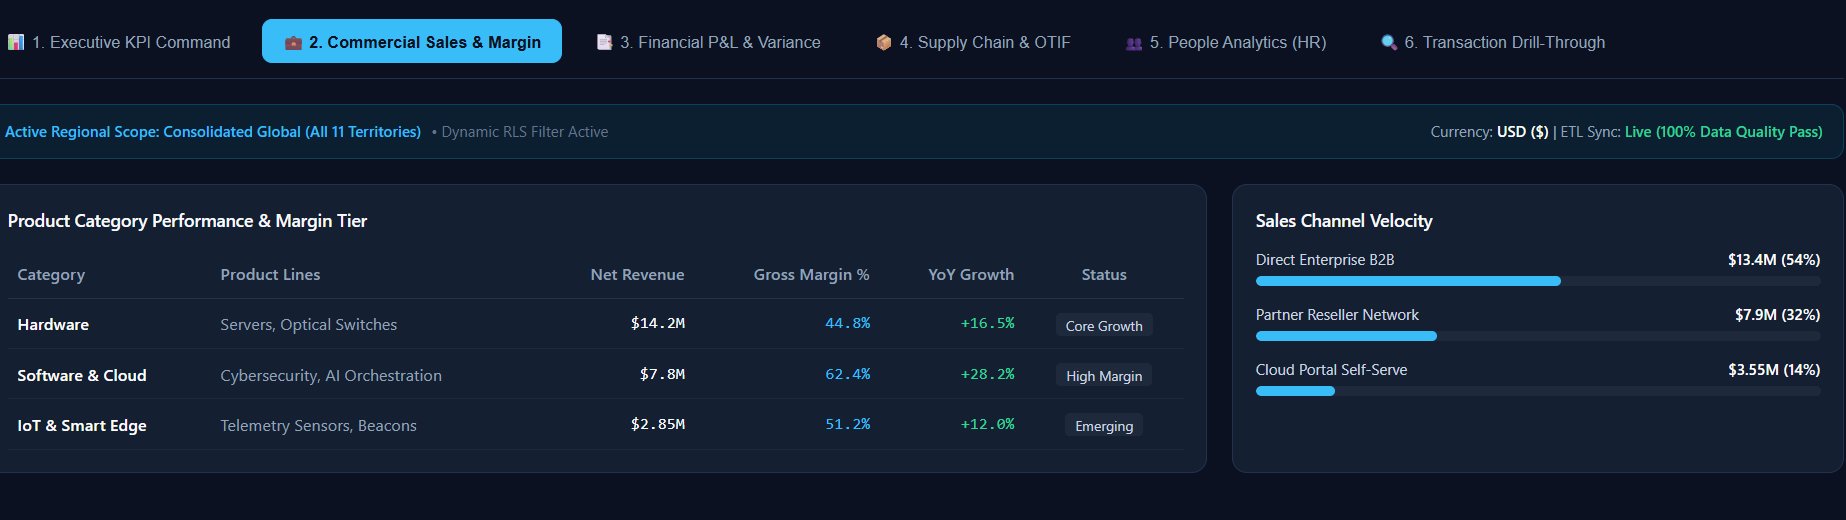 1. Executive KPI Command
2. Commercial Sales & Margin
3. Financial P&L & Variance
4. Supply Chain & OTIF
5. People Analytics (HR)
6. Transaction Drill-Through
Active Regional Scope: Consolidated Global (All 11 Territories) • Dynamic RLS Filter Active
Currency: USD ($) | ETL Sync: Live (100% Data Quality Pass)
Product Category Performance & Margin Tier
Category Product Lines Net Revenue Gross Margin % YoY Growth Status
Hardware Servers, Optical Switches $14.2M 44.8% +16.5% Core Growth
Software & Cloud Cybersecurity, AI Orchestration $7.8M 62.4% +28.2% High Margin
IoT & Smart Edge Telemetry Sensors, Beacons $2.85M 51.2% +12.0% Emerging
Sales Channel Velocity
Direct Enterprise B2B $13.4M (54%)
Partner Reseller Network $7.9M (32%)
Cloud Portal Self-Serve $3.55M (14%)